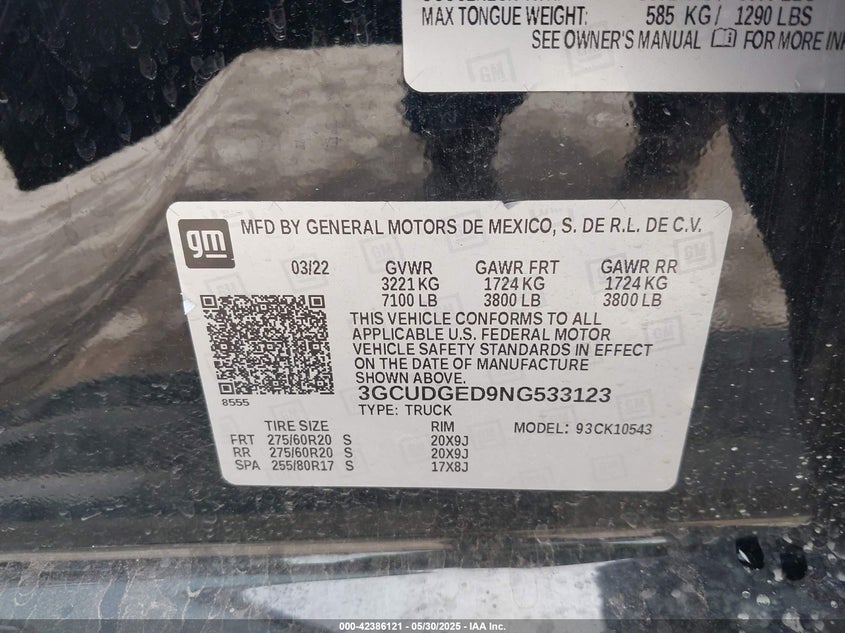 MAX TONGUE WEIGHT: 585 KG/ 1290 LBS
SEE OWNER'S MANUAL FOR MORE
gm MFD BY GENERAL MOTORS DE MEXICO, S. DE R.L. DE C.V.
03/22 GVWR GAWR FRT GAWR RR
3221 KG 1724 KG 1724 KG
7100 LB 3800 LB 3800 LB
THIS VEHICLE CONFORMS TO ALL
APPLICABLE U.S. FEDERAL MOTOR
VEHICLE SAFETY STANDARDS IN EFFECT
ON THE DATE OF MANUFACTURE
SHOWN ABOVE.
8555
3GCUDGED9NG533123
TYPE: TRUCK
TIRE SIZE RIM MODEL: 93CK10543
FRT 275/60R20 S 20X9J
RR 275/60R20 S 20X9J
SPA 255/80R17 S 17X8J
000-42386121 - 05/30/2025 - IAA Inc.